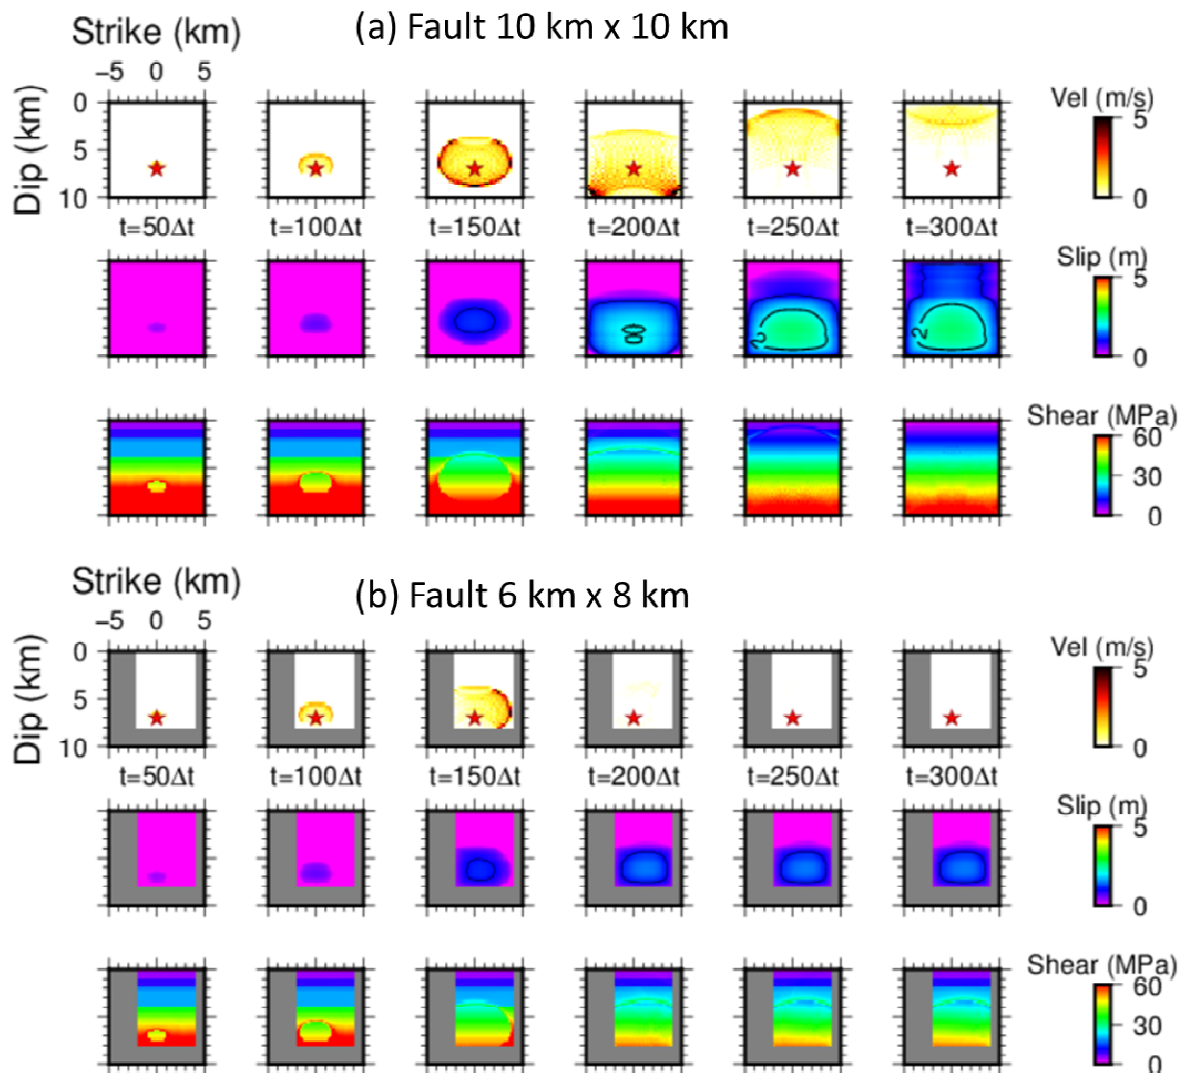 (a) Fault 10 km x 10 km
Strike (km)
−5 0 5
Dip (km)
0
5
10
Vel (m/s)
5
0
t=50Δt t=100Δt t=150Δt t=200Δt t=250Δt t=300Δt
Slip (m)
5
0
2 2
Shear (MPa)
60
30
0
(b) Fault 6 km x 8 km
Strike (km)
−5 0 5
Dip (km)
0
5
10
Vel (m/s)
5
0
t=50Δt t=100Δt t=150Δt t=200Δt t=250Δt t=300Δt
Slip (m)
5
0
Shear (MPa)
60
30
0